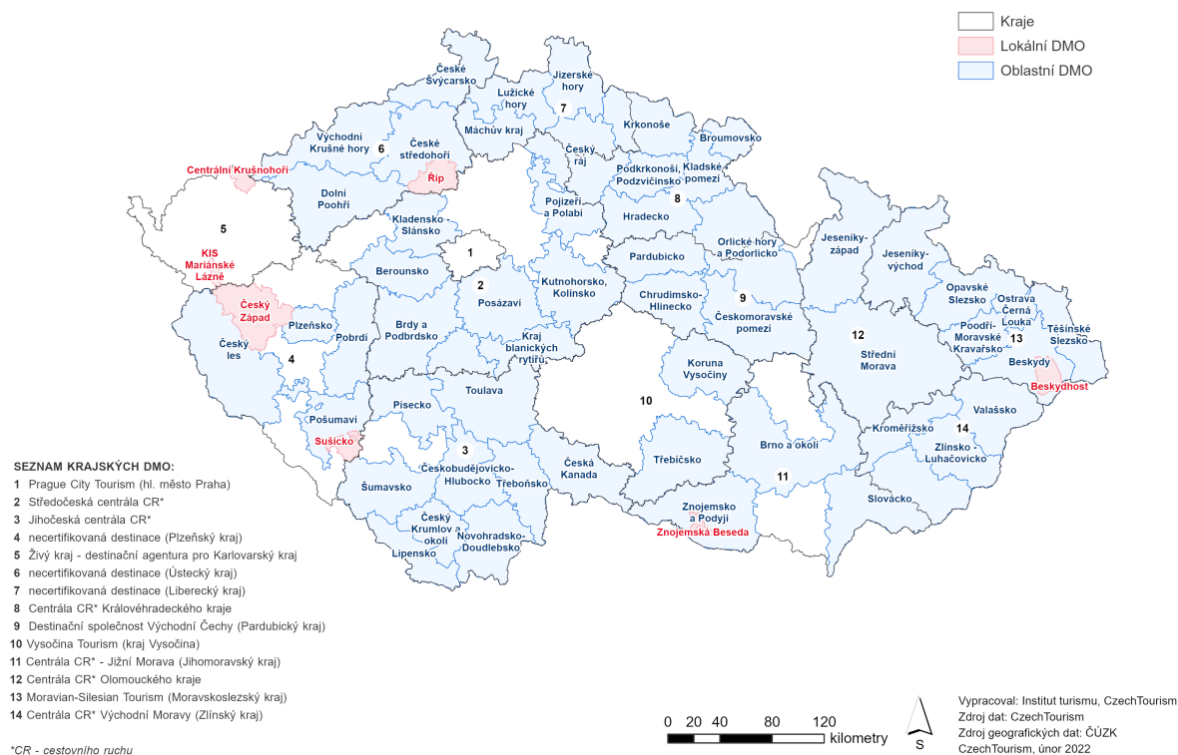 Kraje
Lokální DMO
Oblastní DMO
České
Švýcarsko
Lužické
hory
Jizerské
hory
7
Máchův kraj
Krkonoše
Broumovsko
Východní
Krušné hory
6
České
středohoří
Český
ráj
Podkrkonoší,
Podzvičinsko
Kladské
pomezí
Centrální Krušnohoří
Říp
Dolní
Poohří
8
Pojizeří
a Polabí
Hradecko
Kladensko -
Slánsko
5
Orlické hory
a Podorlicko
Jeseníky-
západ
Jeseníky-
východ
1
KIS
Mariánské
Lázně
Berounsko
Pardubicko
2
Posázaví
Kutnohorsko,
Kolínsko
Chrudimsko-
Hlinecko
9
Českomoravské
pomezí
Opavské
Slezsko
Ostrava
Černá
Louka
Český
Západ
Plzeňsko
Pobrdí
Brdy a
Podbrdsko
Kraj
blanických
rytířů
Poodří-
Moravské
Kravařsko
13
Těšínské
Slezsko
Český
les
4
12
Střední
Morava
Beskydy
Beskydhost
Koruna
Vysočiny
Toulava
Písecko
10
Pošumaví
Sušicko
Valašsko
Kroměřížsko
14
Zlínsko -
Luhačovicko
Brno a okolí
3
Českobudějovicko-
Hlubocko
Třebíčsko
Česká
Kanada
11
Šumavsko
Třeboňsko
Slovácko
Znojemsko
a Podyjí
Znojemská Beseda
Český
Krumlov a
okolí
Novohradsko-
Doudlebsko
Lipensko
SEZNAM KRAJSKÝCH DMO:
1 Prague City Tourism (hl. město Praha)
2 Středočeská centrála CR*
3 Jihočeská centrála CR*
4 necertifikovaná destinace (Plzeňský kraj)
5 Živý kraj - destinační agentura pro Karlovarský kraj
6 necertifikovaná destinace (Ústecký kraj)
7 necertifikovaná destinace (Liberecký kraj)
8 Centrála CR* Královéhradeckého kraje
9 Destinační společnost Východní Čechy (Pardubický kraj)
10 Vysočina Tourism (kraj Vysočina)
11 Centrála CR* - Jižní Morava (Jihomoravský kraj)
12 Centrála CR* Olomouckého kraje
13 Moravian-Silesian Tourism (Moravskoslezský kraj)
14 Centrála CR* Východní Moravy (Zlínský kraj)
*CR - cestovního ruchu
0 20 40 80 120
kilometry
S
Vypracoval: Institut turismu, CzechTourism
Zdroj dat: CzechTourism
Zdroj geografických dat: ČÚZK
CzechTourism, únor 2022